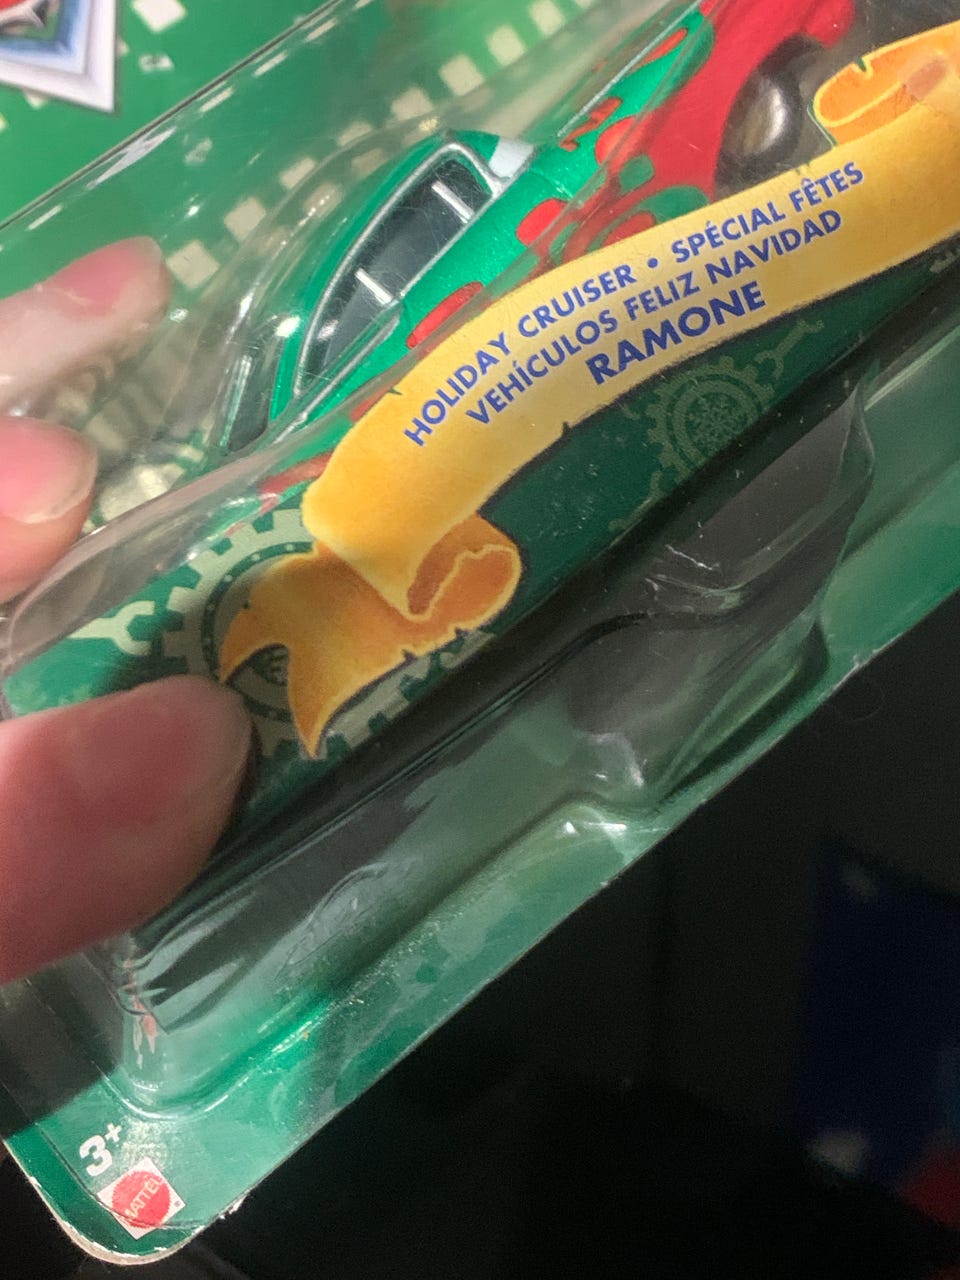 HOLIDAY CRUISER • SPÉCIAL FÊTES
VEHÍCULOS FELIZ NAVIDAD
RAMONE
3+
MATTEL